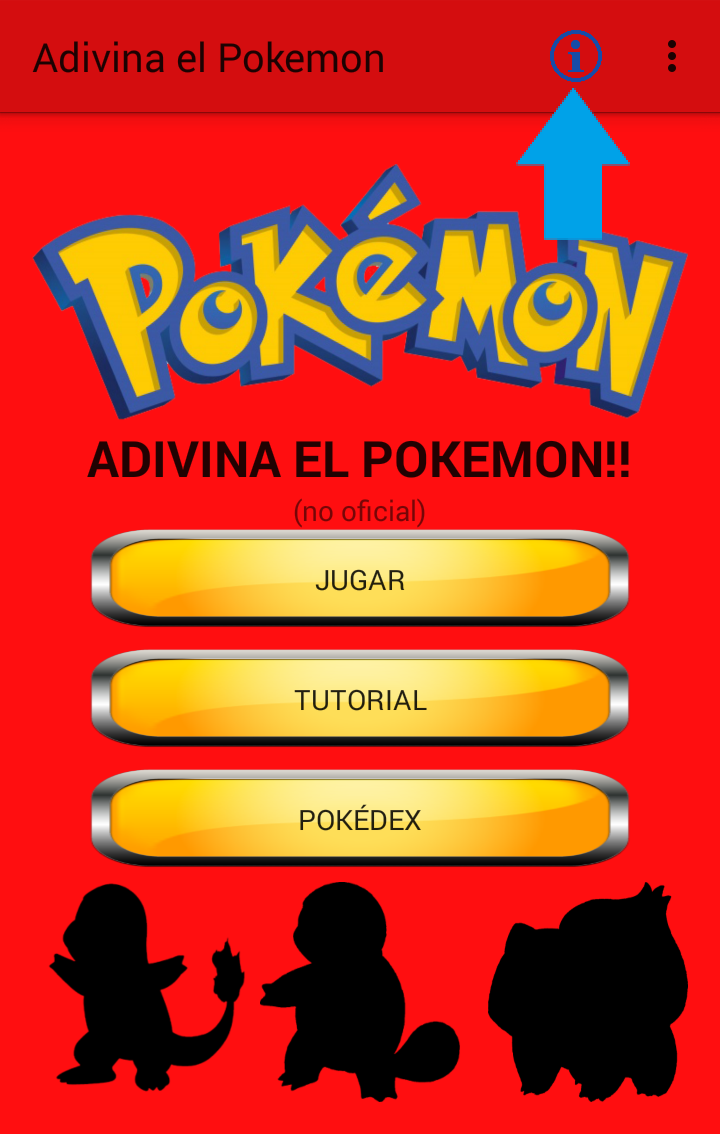 Adivina el Pokemon
POKéMON
ADIVINA EL POKEMON!!
(no oficial)
JUGAR
TUTORIAL
POKÉDEX